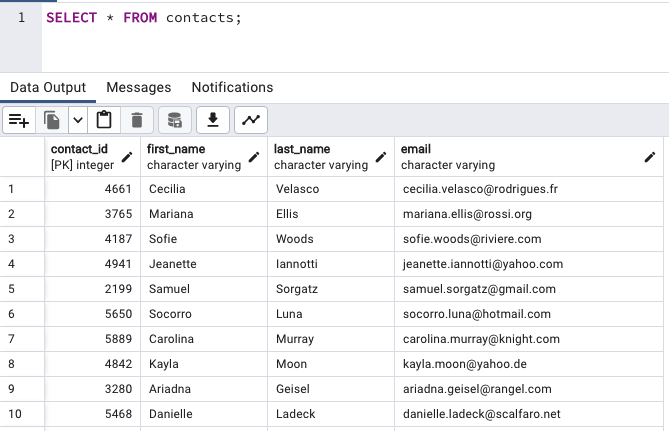 1 SELECT * FROM contacts;
Data Output Messages Notifications
contact_id first_name last_name email
[PK] integer character varying character varying character varying
1 4661 Cecilia Velasco cecilia.velasco@rodrigues.fr
2 3765 Mariana Ellis mariana.ellis@rossi.org
3 4187 Sofie Woods sofie.woods@riviere.com
4 4941 Jeanette Iannotti jeanette.iannotti@yahoo.com
5 2199 Samuel Sorgatz samuel.sorgatz@gmail.com
6 5650 Socorro Luna socorro.luna@hotmail.com
7 5889 Carolina Murray carolina.murray@knight.com
8 4842 Kayla Moon kayla.moon@yahoo.de
9 3280 Ariadna Geisel ariadna.geisel@rangel.com
10 5468 Danielle Ladeck danielle.ladeck@scalfaro.net